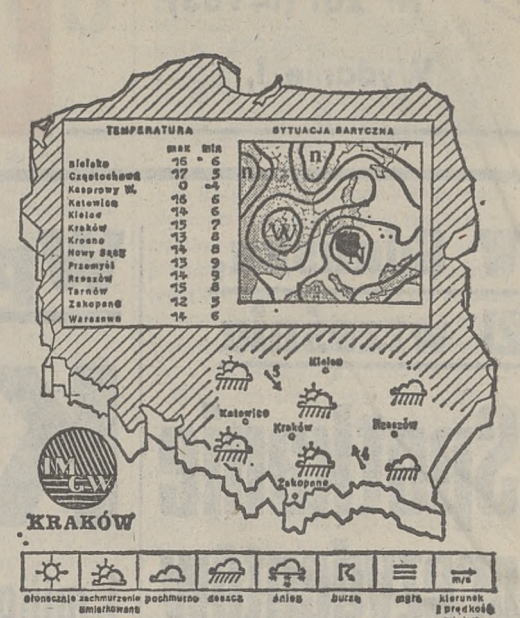 TEMPERATURA
max min
Bielsko 16 6
Częstochowa 17 5
Kasprowy W. 0 -4
Katowice 16 6
Kielce 14 6
Kraków 15 7
Krosno 13 8
Nowy Sącz 14 8
Przemyśl 13 9
Rzeszów 14 9
Tarnów 15 8
Zakopane 12 5
Warszawa 14 6
SYTUACJA BARYCZNA
n n
W
N
Kielce
5
Katowice
Kraków
Rzeszów
4
Zakopane
IM
GW
KRAKÓW
m/s
słonecznie zachmurzenie umiarkowane pochmurno deszcz śnieg burza mgła kierunek
i prędkość